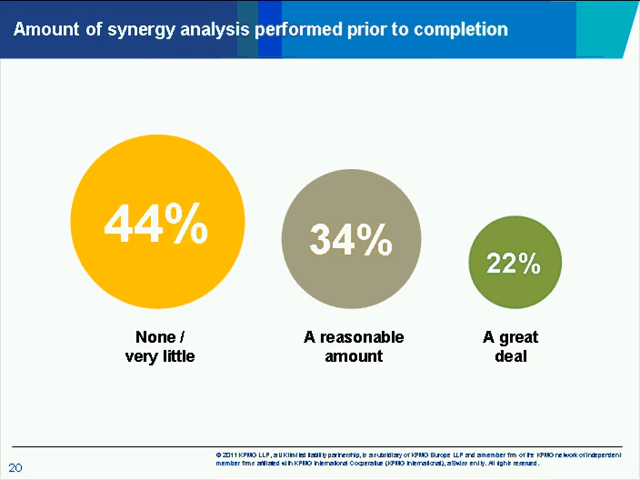 Amount of synergy analysis performed prior to completion
44%
34%
22%
None /
very little
A reasonable
amount
A great
deal
© 2011 KPMG LLP, a UK limited liability partnership, is a subsidiary of KPMG Europe LLP and a member firm of the KPMG network of independent
member firms affiliated with KPMG International Cooperative (KPMG International), a Swiss entity. All rights reserved.
20